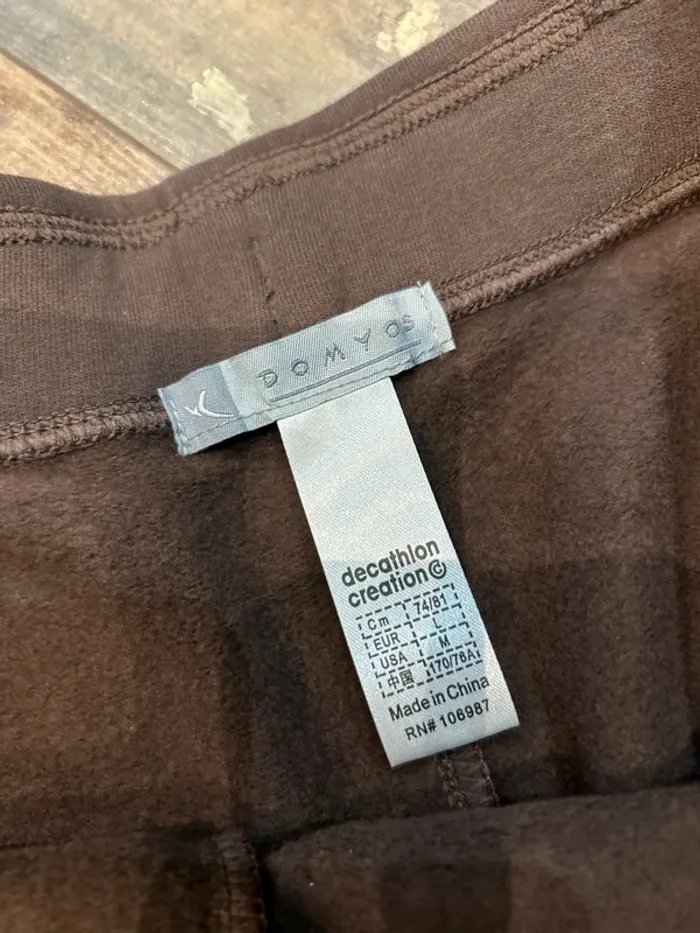 DOMYOS
decathlon
creation
Cm 74/81
EUR L
USA M
中国 170/76A
Made in China
RN# 106987